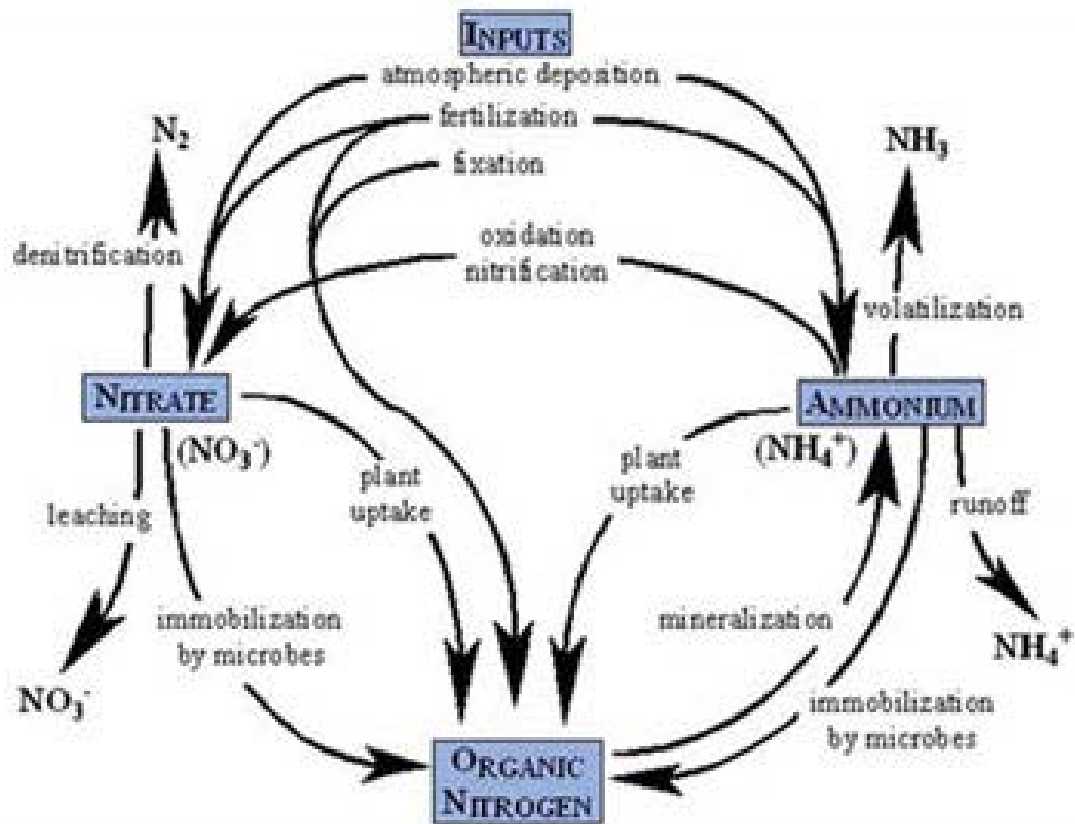 INPUTS
atmospheric deposition
fertilization
fixation
N₂
NH₃
denitrification
oxidation
nitrification
volatilization
NITRATE
(NO₃⁻)
AMMONIUM
(NH₄⁺)
plant
uptake
plant
uptake
leaching
runoff
immobilization
by microbes
mineralization
NO₃⁻
NH₄⁺
immobilization
by microbes
ORGANIC
NITROGEN